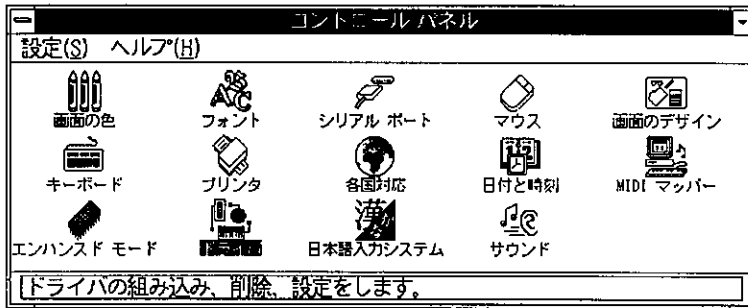 コントロール パネル
設定(S) ヘルプ(H)
画面の色 フォント シリアル ポート マウス 画面のデザイン
キーボード プリンタ 各国対応 日付と時刻 MIDI マッパー
エンハンスド モード 日本語入力システム サウンド
ドライバの組み込み、削除、設定をします。